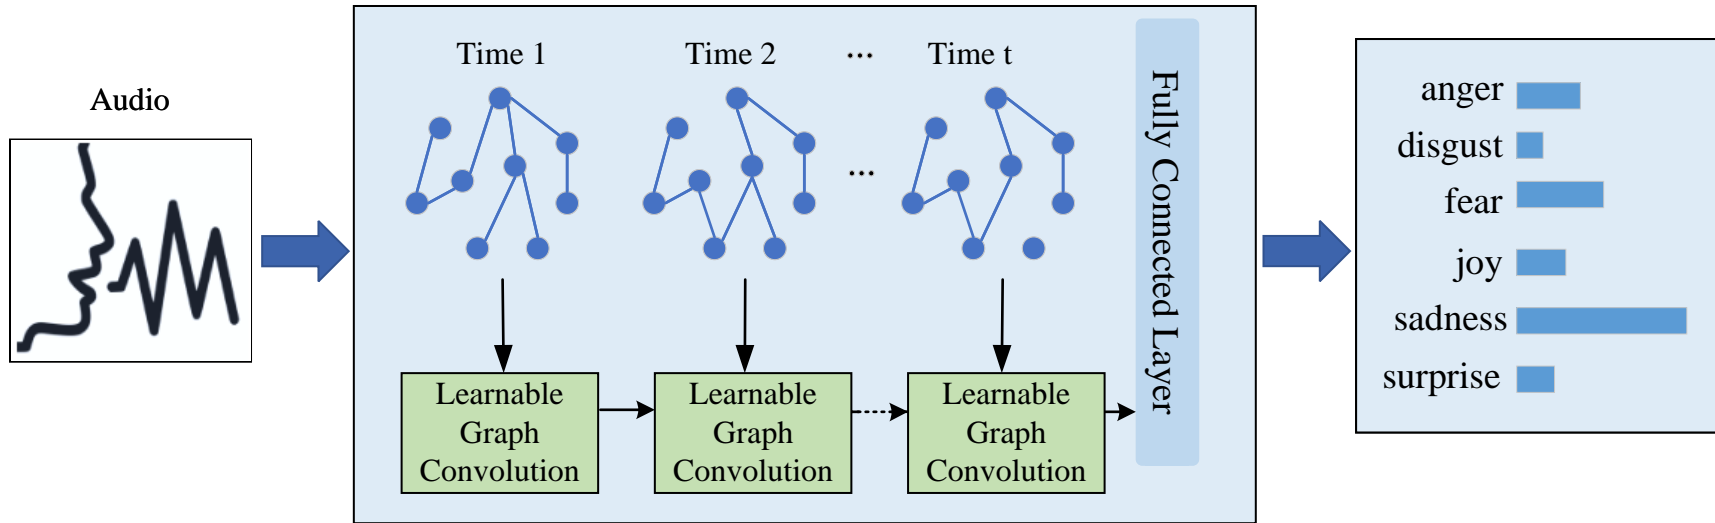 Audio
Time 1
Time 2
...
Time t
...
Learnable
Graph
Convolution
Learnable
Graph
Convolution
Learnable
Graph
Convolution
Fully Connected Layer
anger
disgust
fear
joy
sadness
surprise